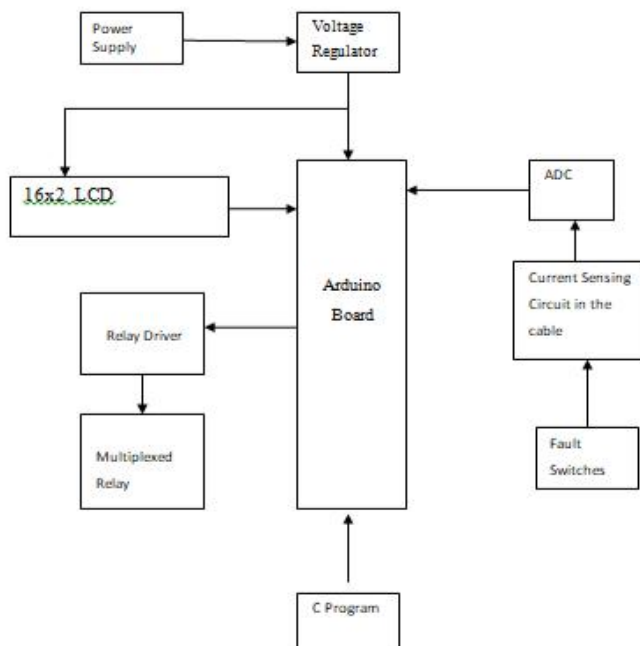 Power
Supply
Voltage
Regulator
16x2 LCD
ADC
Arduino
Board
Current Sensing
Circuit in the
cable
Relay Driver
Multiplexed
Relay
Fault
Switches
C Program